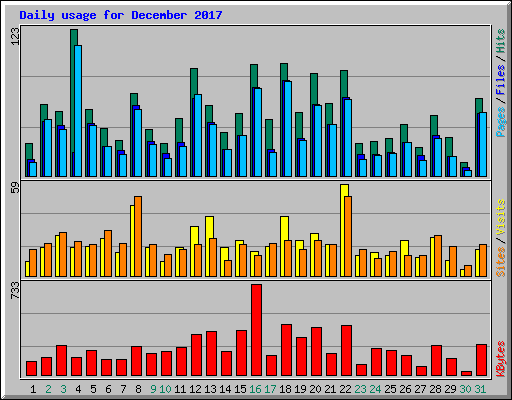 Daily usage for December 2017
123
Pages / Files / Hits
59
Sites / Visits
733
KBytes
1 2 3 4 5 6 7 8 9 10 11 12 13 14 15 16 17 18 19 20 21 22 23 24 25 26 27 28 29 30 31